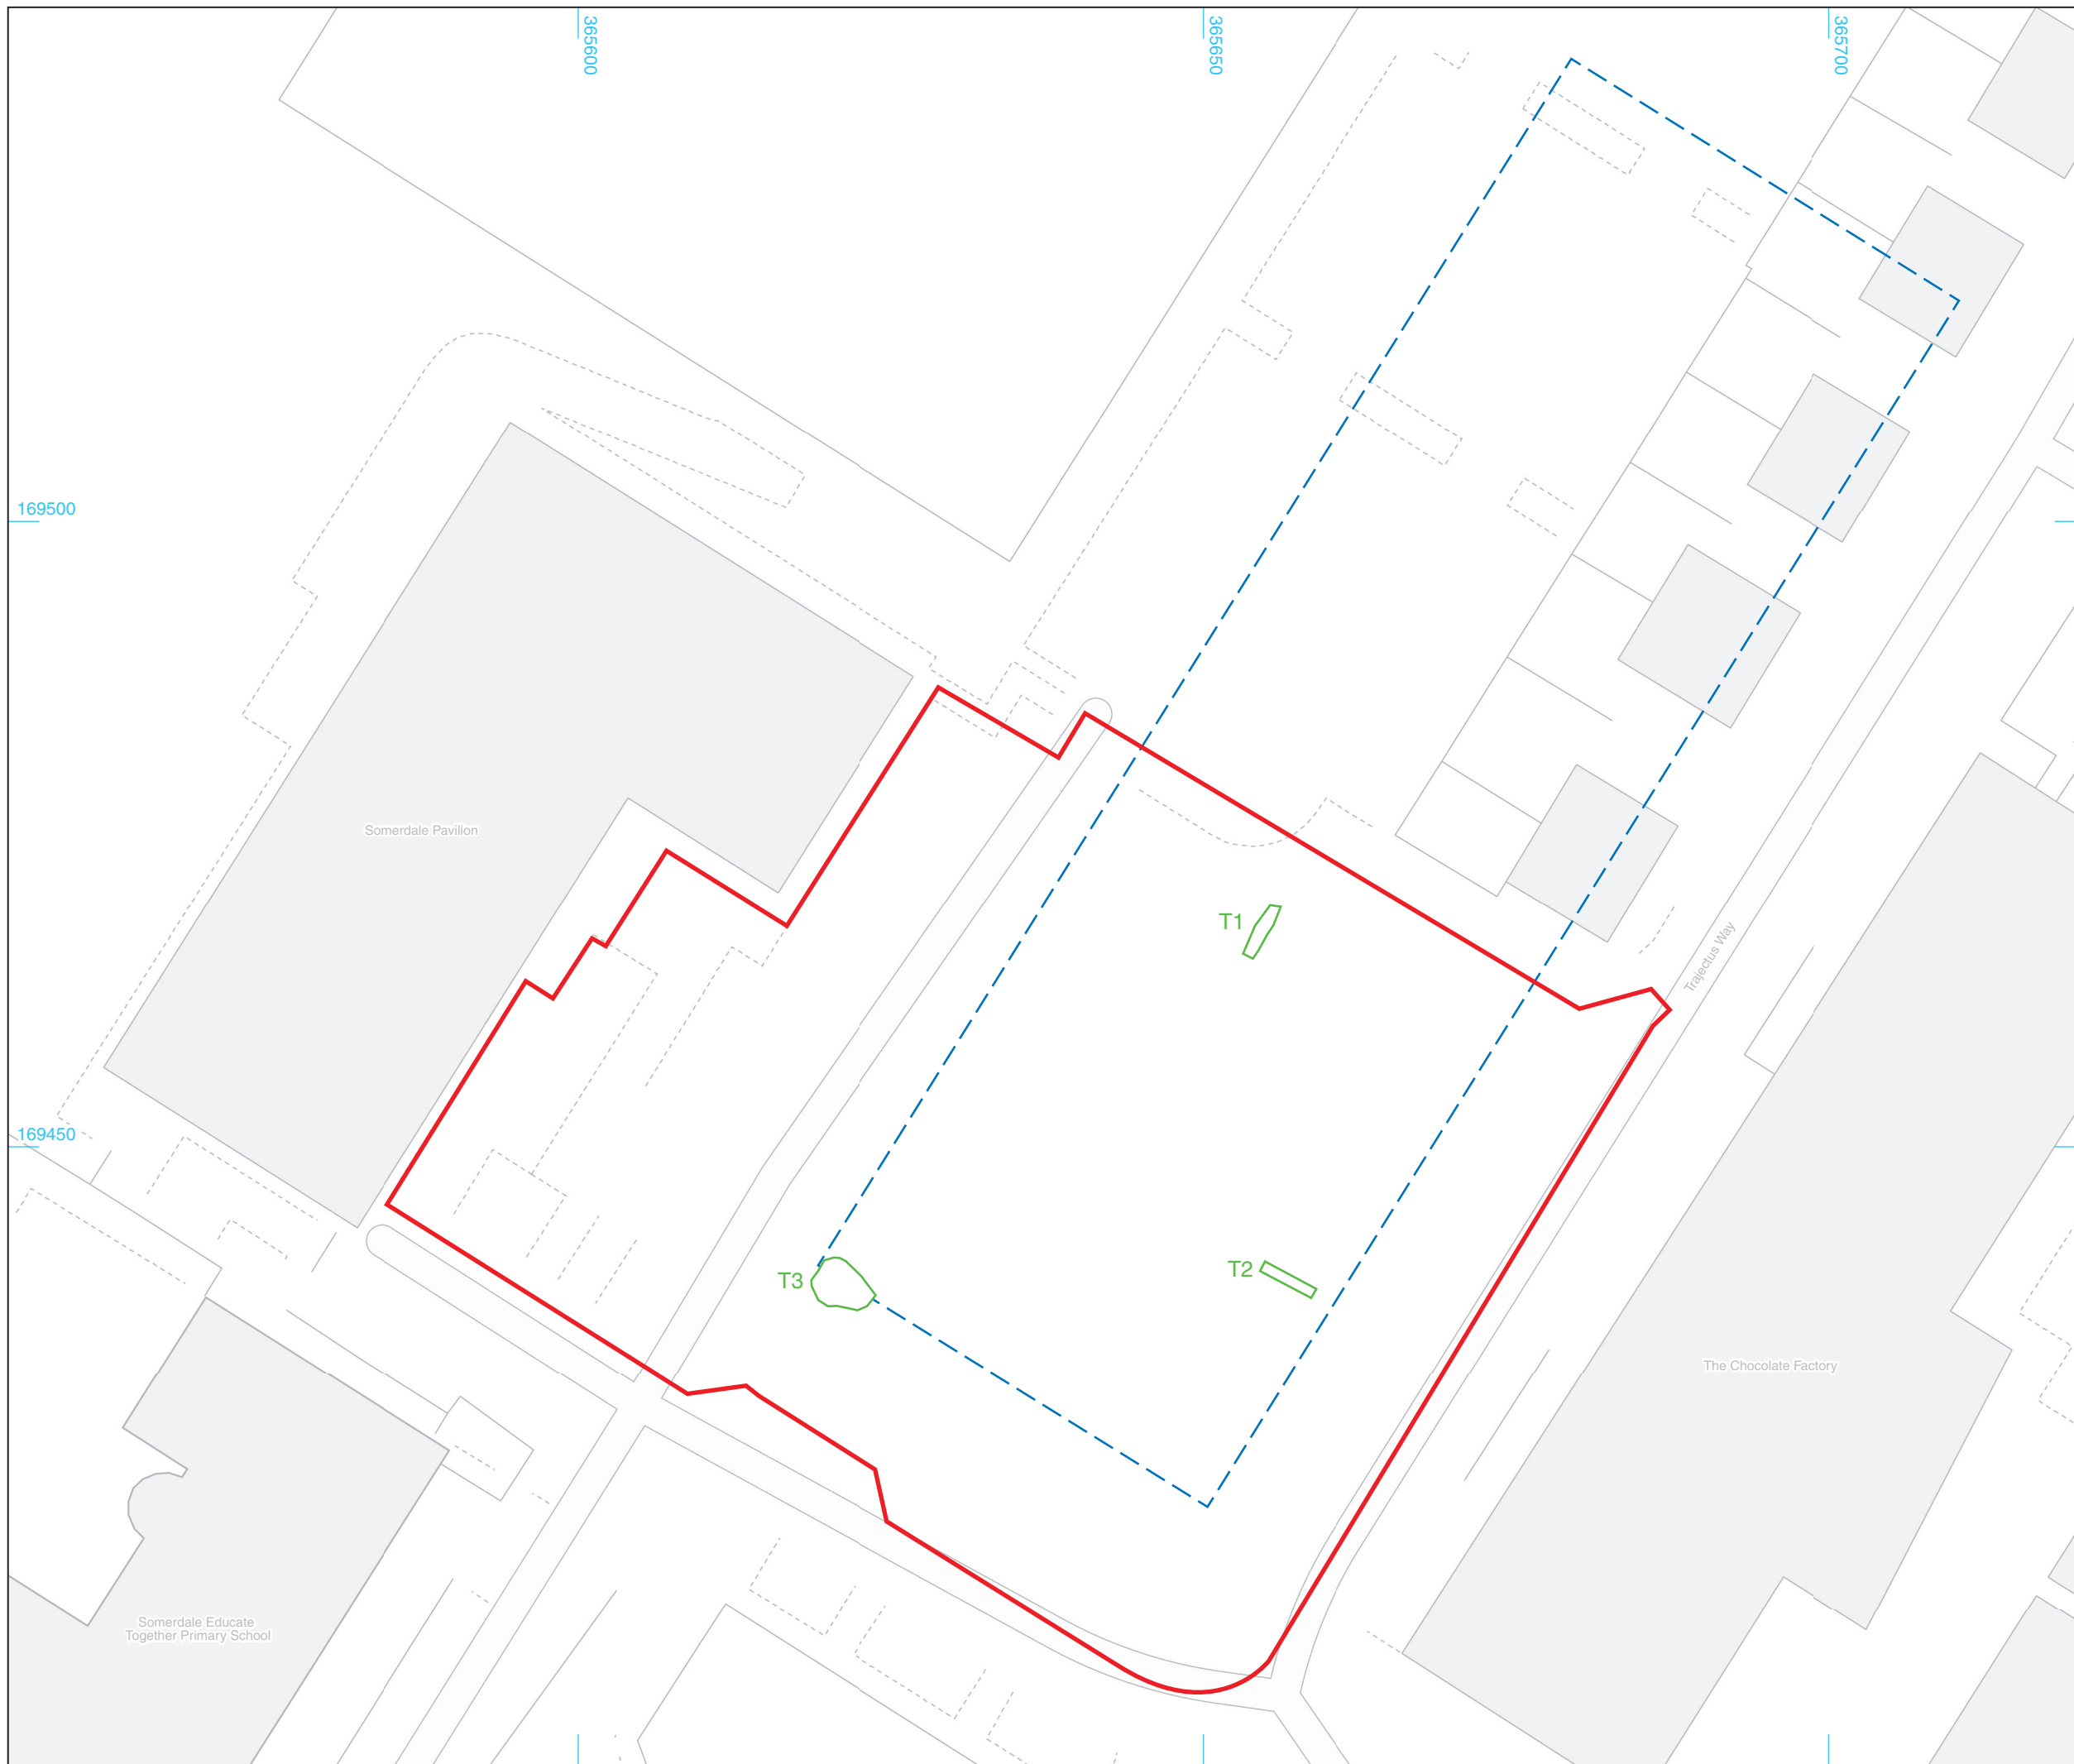 365600
365650
365700
169500
Somerdale Pavilion
T1
Trajectus Way
169450
T2
T3
The Chocolate Factory
Somerdale Educate
Together Primary School